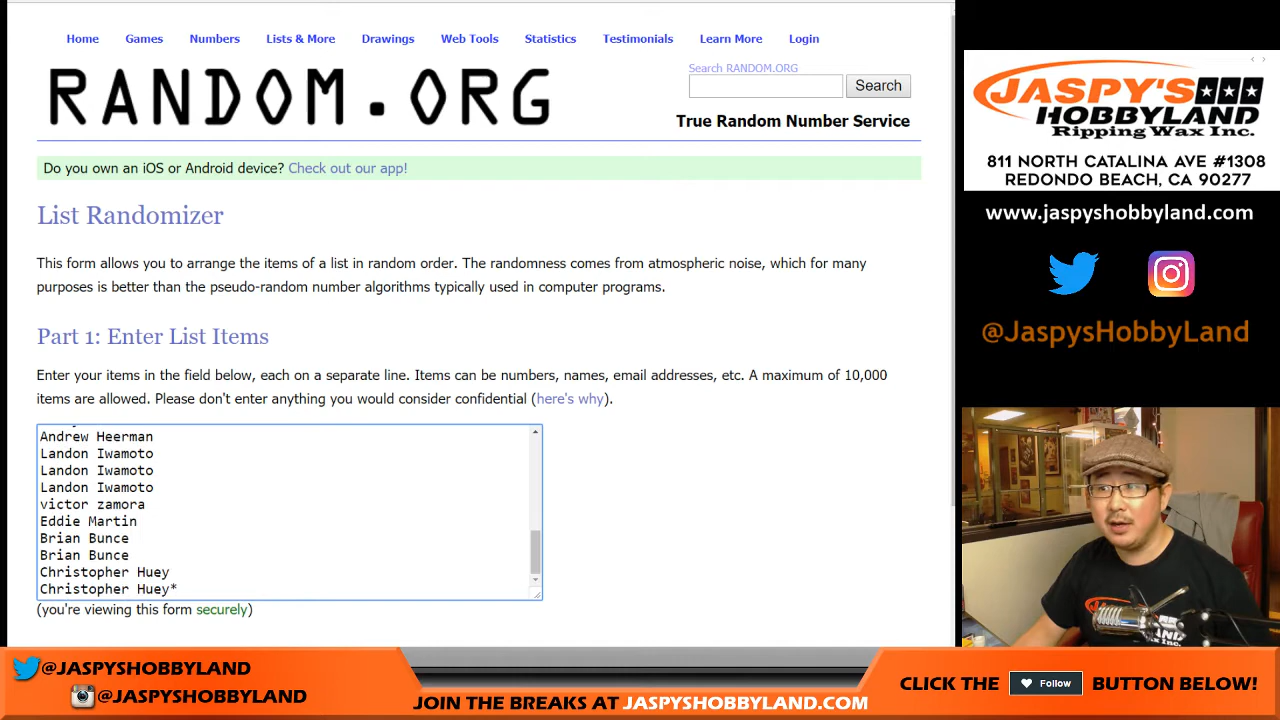 Home Games Numbers Lists & More Drawings Web Tools Statistics Testimonials Learn More Login
RANDOM.ORG
Search RANDOM.ORG
Search
True Random Number Service
Do you own an iOS or Android device? Check out our app!
List Randomizer
This form allows you to arrange the items of a list in random order. The randomness comes from atmospheric noise, which for many
purposes is better than the pseudo-random number algorithms typically used in computer programs.
Part 1: Enter List Items
Enter your items in the field below, each on a separate line. Items can be numbers, names, email addresses, etc. A maximum of 10,000
items are allowed. Please don't enter anything you would consider confidential (here's why).
Andrew Heerman
Landon Iwamoto
Landon Iwamoto
Landon Iwamoto
victor zamora
Eddie Martin
Brian Bunce
Brian Bunce
Christopher Huey
Christopher Huey*
(you're viewing this form securely)
JASPY'S
HOBBYLAND
Ripping Wax Inc.
811 NORTH CATALINA AVE #1308
REDONDO BEACH, CA 90277
www.jaspyshobbyland.com
@JaspysHobbyLand
@JASPYSHOBBYLAND
@JASPYSHOBBYLAND
JOIN THE BREAKS AT JASPYSHOBBYLAND.COM
CLICK THE Follow BUTTON BELOW!